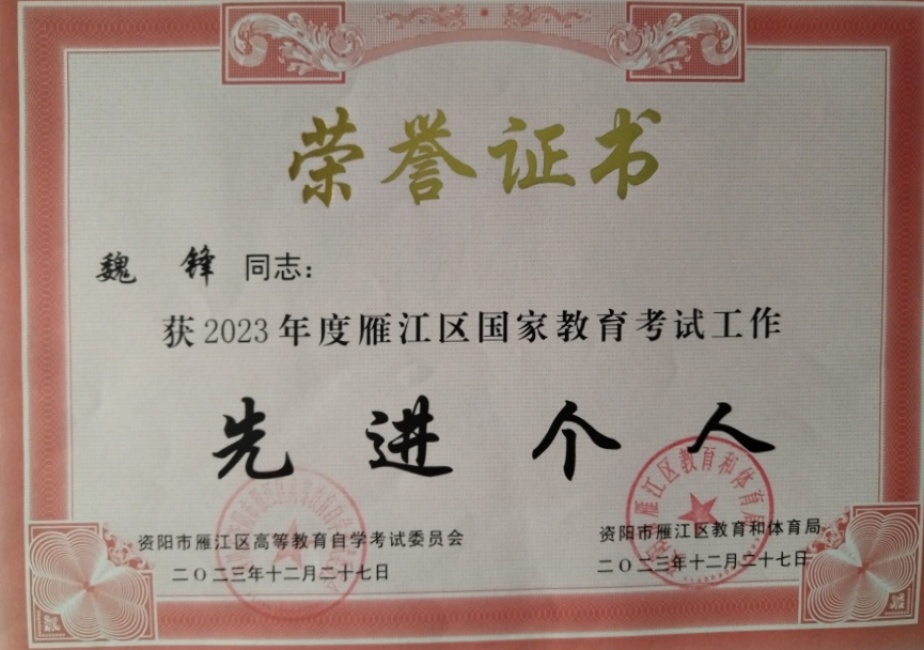 荣誉证书
魏 锋 同志：
获2023年度雁江区国家教育考试工作
先 进 个 人
资阳市雁江区高等教育自学考试委员会
二〇二三年十二月二十七日
资阳市雁江区教育和体育局
二〇二三年十二月二十七日